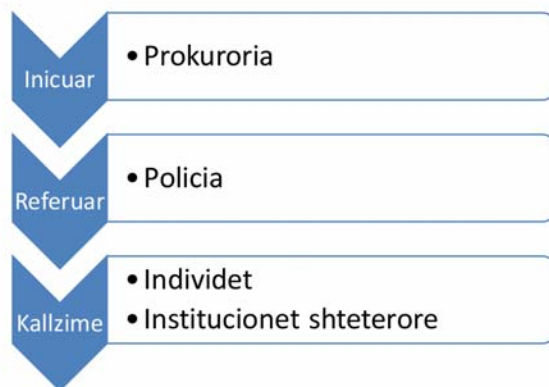 Inicuar
• Prokuroria
Referuar
• Policia
Kallzime
• Individet
• Institucionet shteterore